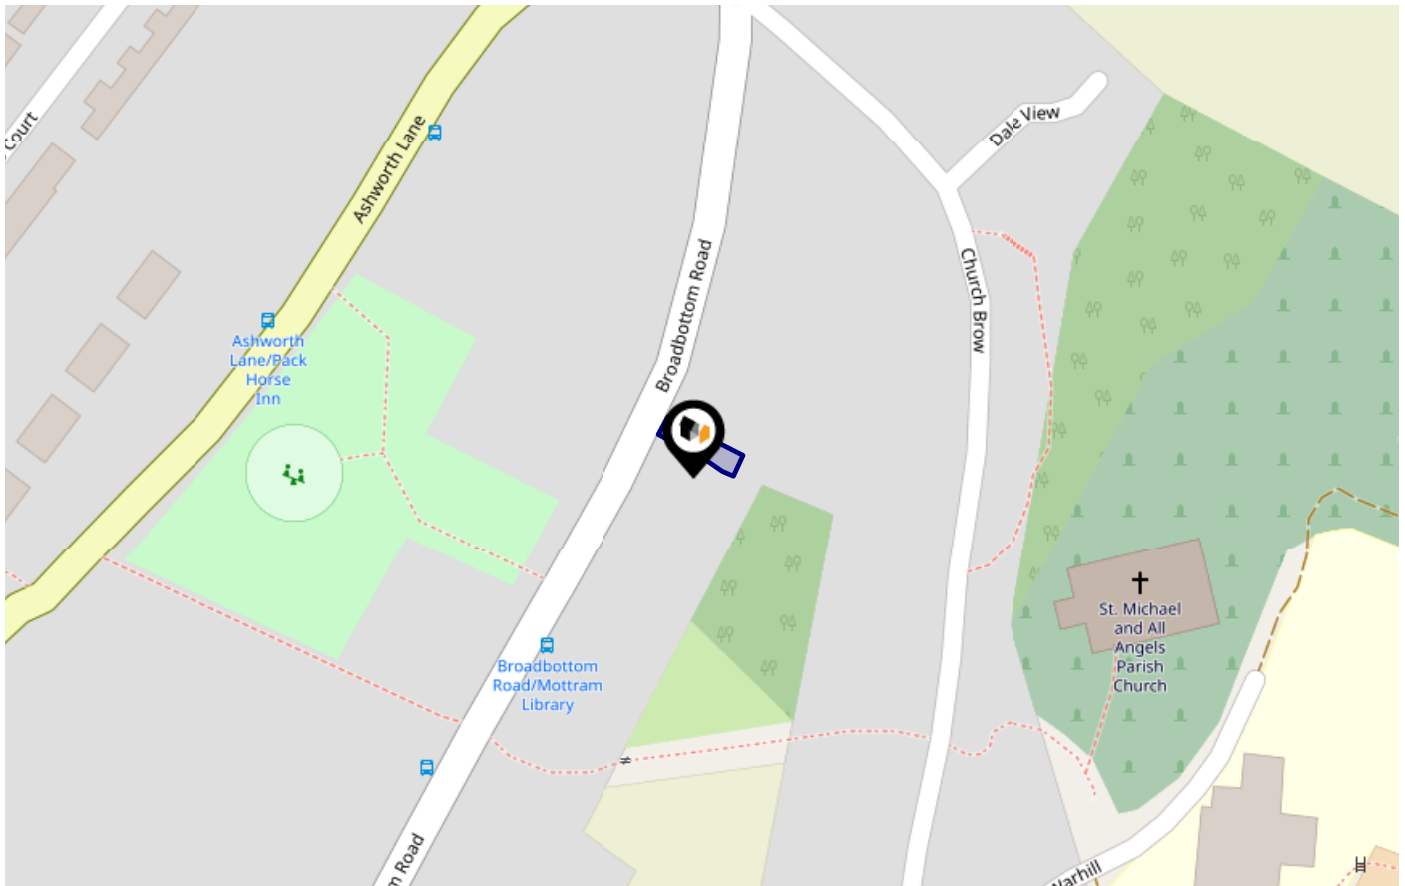 Court
Ashworth Lane
Dale View
Broadbottom Road
Church Brow
Ashworth
Lane/Pack
Horse
Inn
St. Michael
and All
Angels
Parish
Church
Broadbottom
Road/Mottram
Library
m Road
Warhill